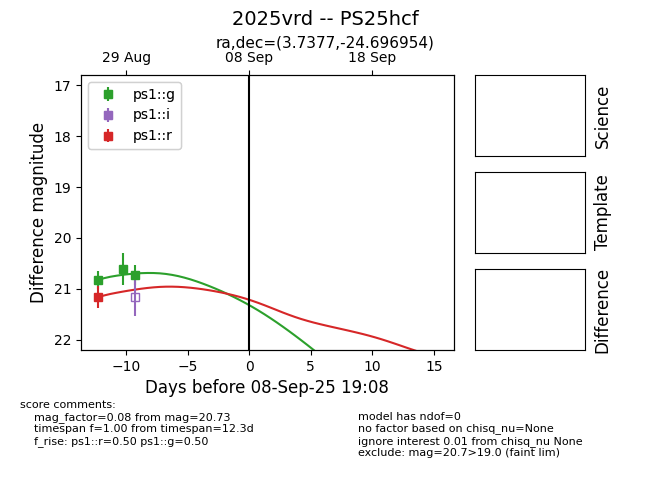 2025vrd -- PS25hcf
ra,dec=(3.7377,-24.696954)
29 Aug
08 Sep
18 Sep
ps1::g
ps1::i
ps1::r
Difference magnitude
17
18
19
20
21
22
−10
−5
0
5
10
15
Days before 08-Sep-25 19:08
Science
Template
Difference
score comments:
mag_factor=0.08 from mag=20.73
timespan f=1.00 from timespan=12.3d
f_rise: ps1::r=0.50 ps1::g=0.50
model has ndof=0
no factor based on chisq_nu=None
ignore interest 0.01 from chisq_nu None
exclude: mag=20.7>19.0 (faint lim)